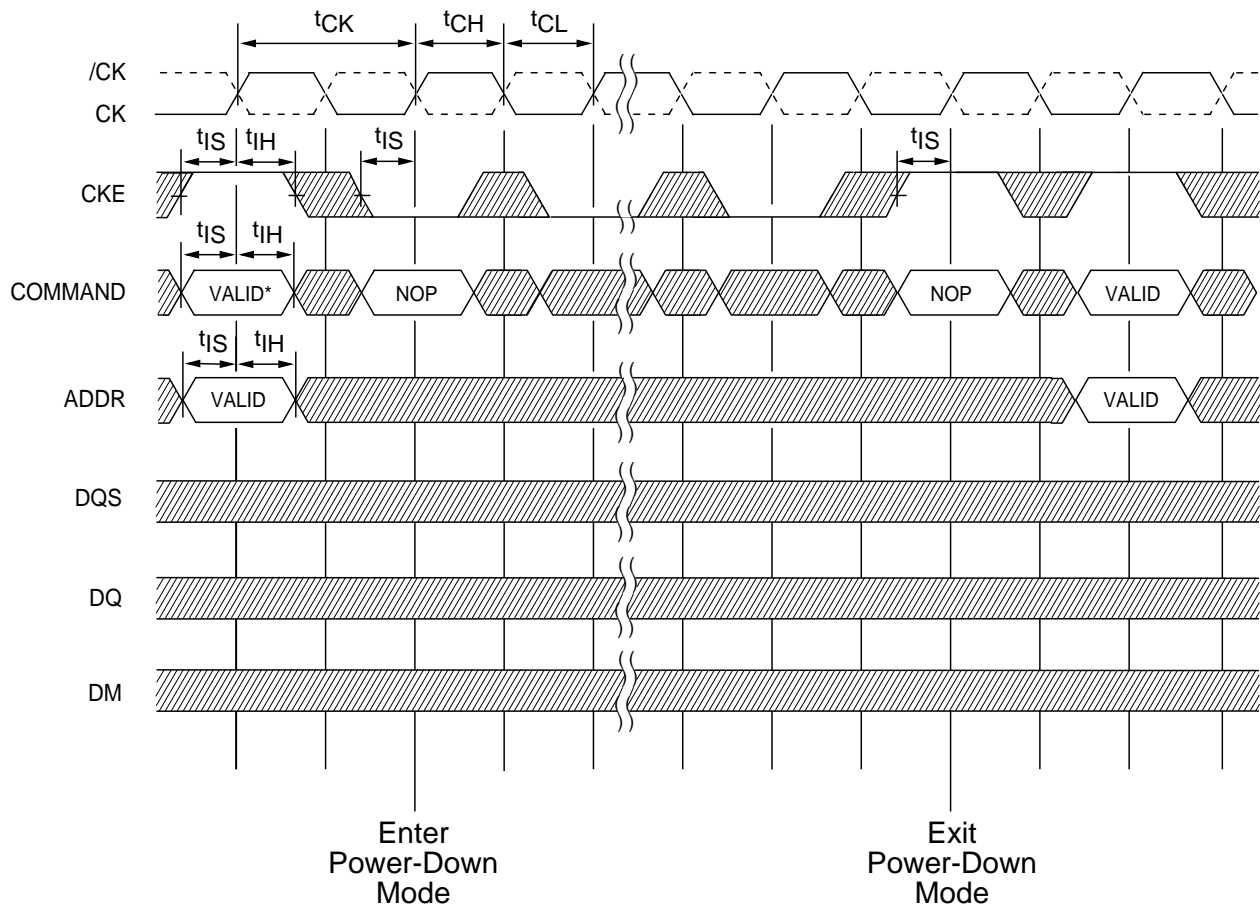 tCK tCH tCL
/CK
CK
tIS tIH tIS tIS
CKE
tIS tIH
COMMAND VALID* NOP NOP VALID
tIS tIH
ADDR VALID VALID
DQS
DQ
DM
Enter
Power-Down
Mode
Exit
Power-Down
Mode